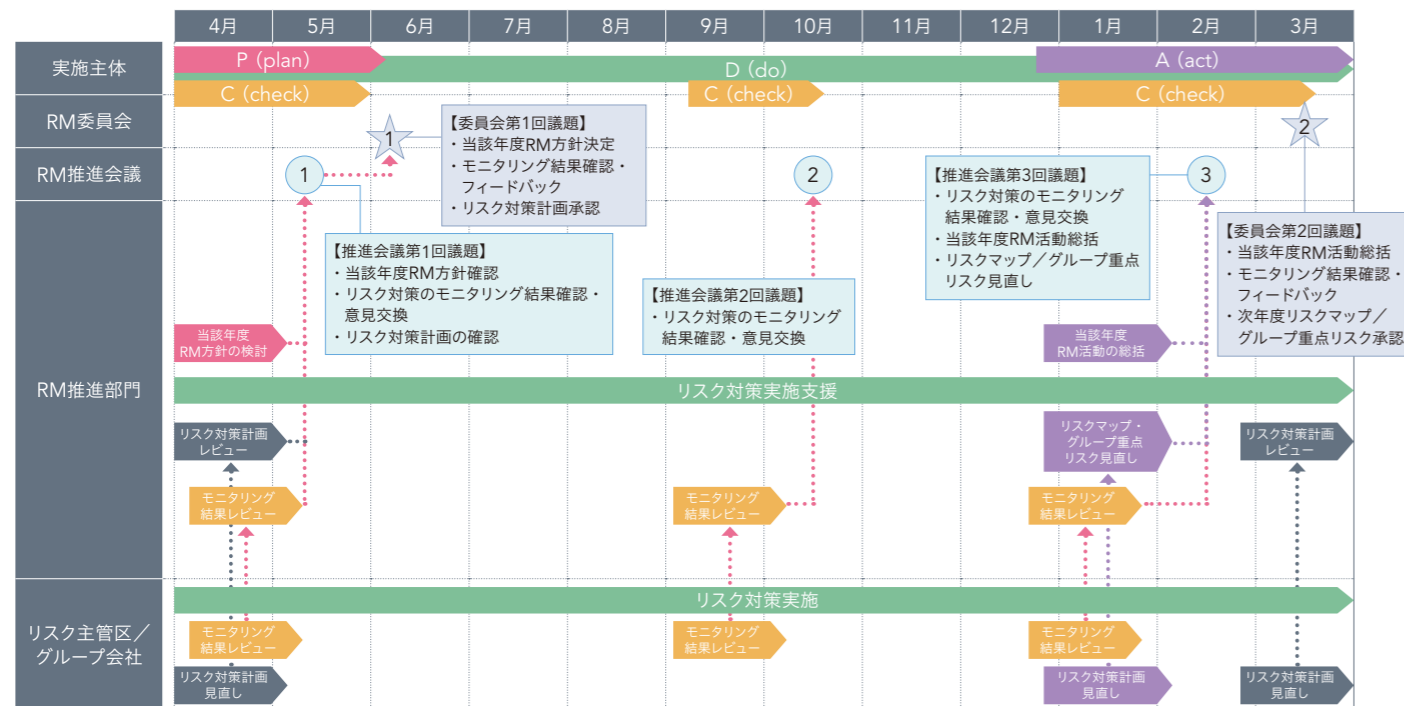 4月 5月 6月 7月 8月 9月 10月 11月 12月 1月 2月 3月
実施主体
P (plan)
D (do)
A (act)
C (check)
C (check)
C (check)
RM委員会
1
2
【委員会第1回議題】
・当該年度RM方針決定
・モニタリング結果確認・
フィードバック
・リスク対策計画承認
RM推進会議
1
2
3
【推進会議第1回議題】
・当該年度RM方針確認
・リスク対策のモニタリング結果確認・
意見交換
・リスク対策計画の確認
【推進会議第2回議題】
・リスク対策のモニタリング
結果確認・意見交換
【推進会議第3回議題】
・リスク対策のモニタリング
結果確認・意見交換
・当該年度RM活動総括
・リスクマップ／グループ重点
リスク見直し
【委員会第2回議題】
・当該年度RM活動総括
・モニタリング結果確認・
フィードバック
・次年度リスクマップ／
グループ重点リスク承認
RM推進部門
当該年度
RM方針の検討
当該年度
RM活動の総括
リスク対策実施支援
リスク対策計画
レビュー
リスクマップ・
グループ重点
リスク見直し
リスク対策計画
レビュー
モニタリング
結果レビュー
モニタリング
結果レビュー
モニタリング
結果レビュー
リスク主管区／
グループ会社
リスク対策実施
モニタリング
結果レビュー
モニタリング
結果レビュー
モニタリング
結果レビュー
リスク対策計画
見直し
リスク対策計画
見直し
リスク対策計画
見直し